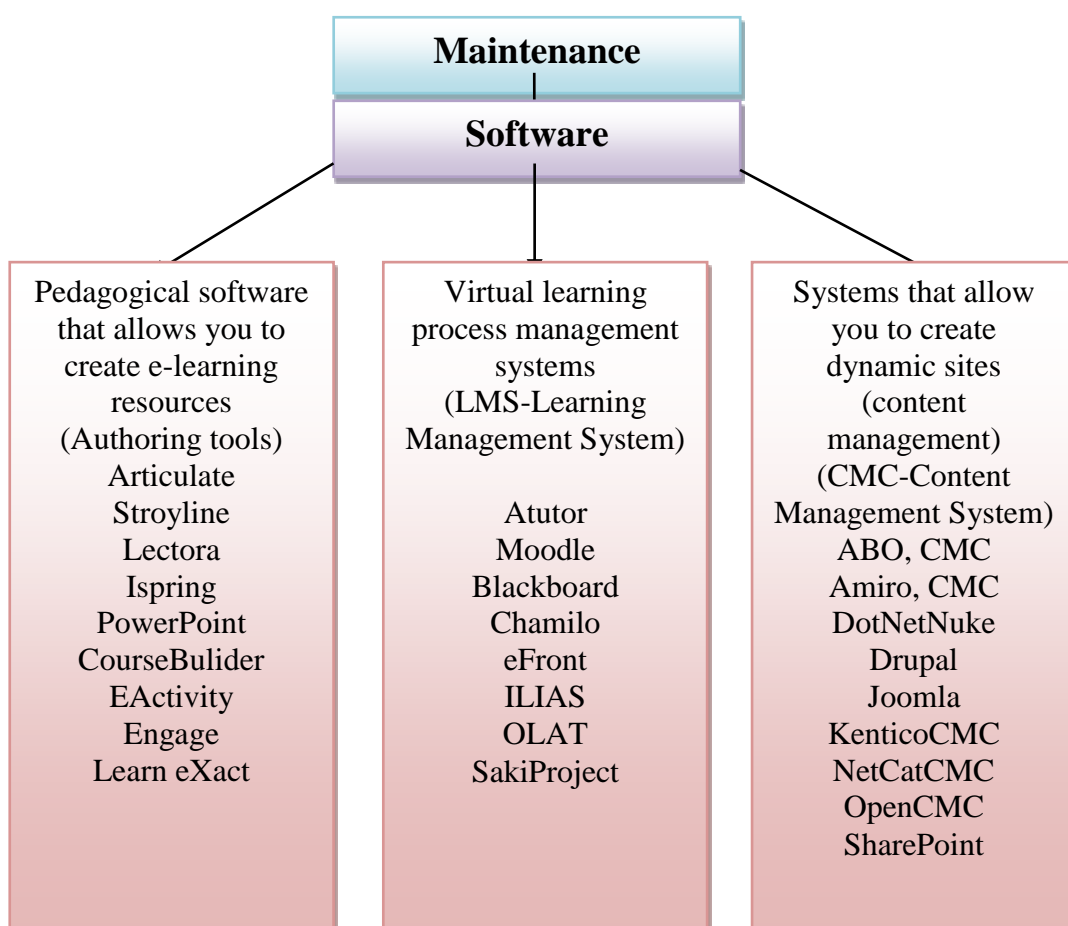 Maintenance
Software
Pedagogical software
that allows you to
create e-learning
resources
(Authoring tools)
Articulate
Stroyline
Lectora
Ispring
PowerPoint
CourseBulider
EActivity
Engage
Learn eXact
Virtual learning
process management
systems
(LMS-Learning
Management System)
Atutor
Moodle
Blackboard
Chamilo
eFront
ILIAS
OLAT
SakiProject
Systems that allow
you to create
dynamic sites
(content
management)
(CMC-Content
Management System)
ABO, CMC
Amiro, CMC
DotNetNuke
Drupal
Joomla
KenticoCMC
NetCatCMC
OpenCMC
SharePoint